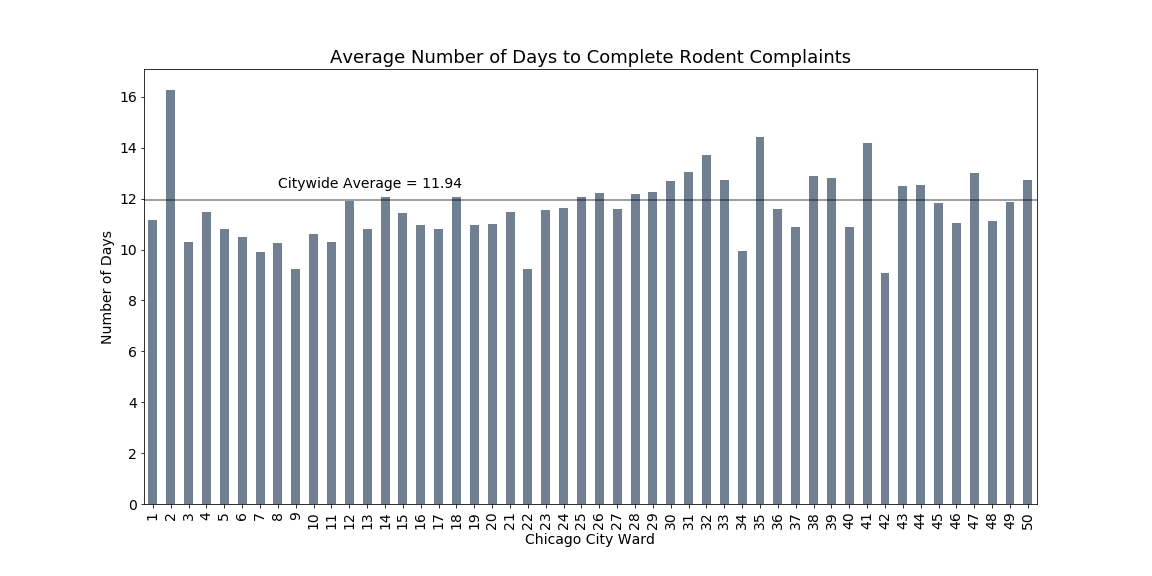 Average Number of Days to Complete Rodent Complaints
16
14
12
10
8
6
4
2
0
Number of Days
Citywide Average = 11.94
1 2 3 4 5 6 7 8 9 10 11 12 13 14 15 16 17 18 19 20 21 22 23 24 25 26 27 28 29 30 31 32 33 34 35 36 37 38 39 40 41 42 43 44 45 46 47 48 49 50
Chicago City Ward